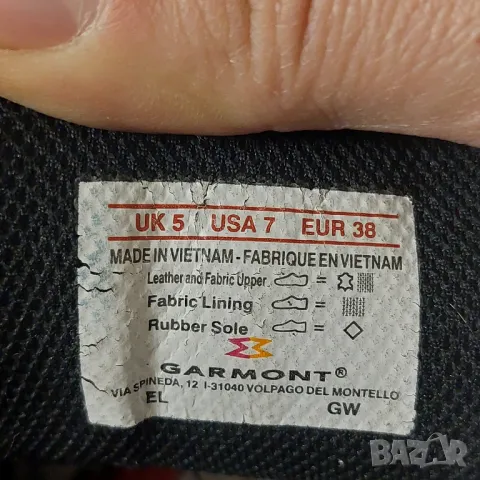 UK 5 USA 7 EUR 38
MADE IN VIETNAM - FABRIQUE EN VIETNAM
Leather and Fabric Upper = 
Fabric Lining =
Rubber Sole =
GARMONT®
VIA SPINEDA, 12 I-31040 VOLPAGO DEL MONTELLO
EL GW
BAZAR